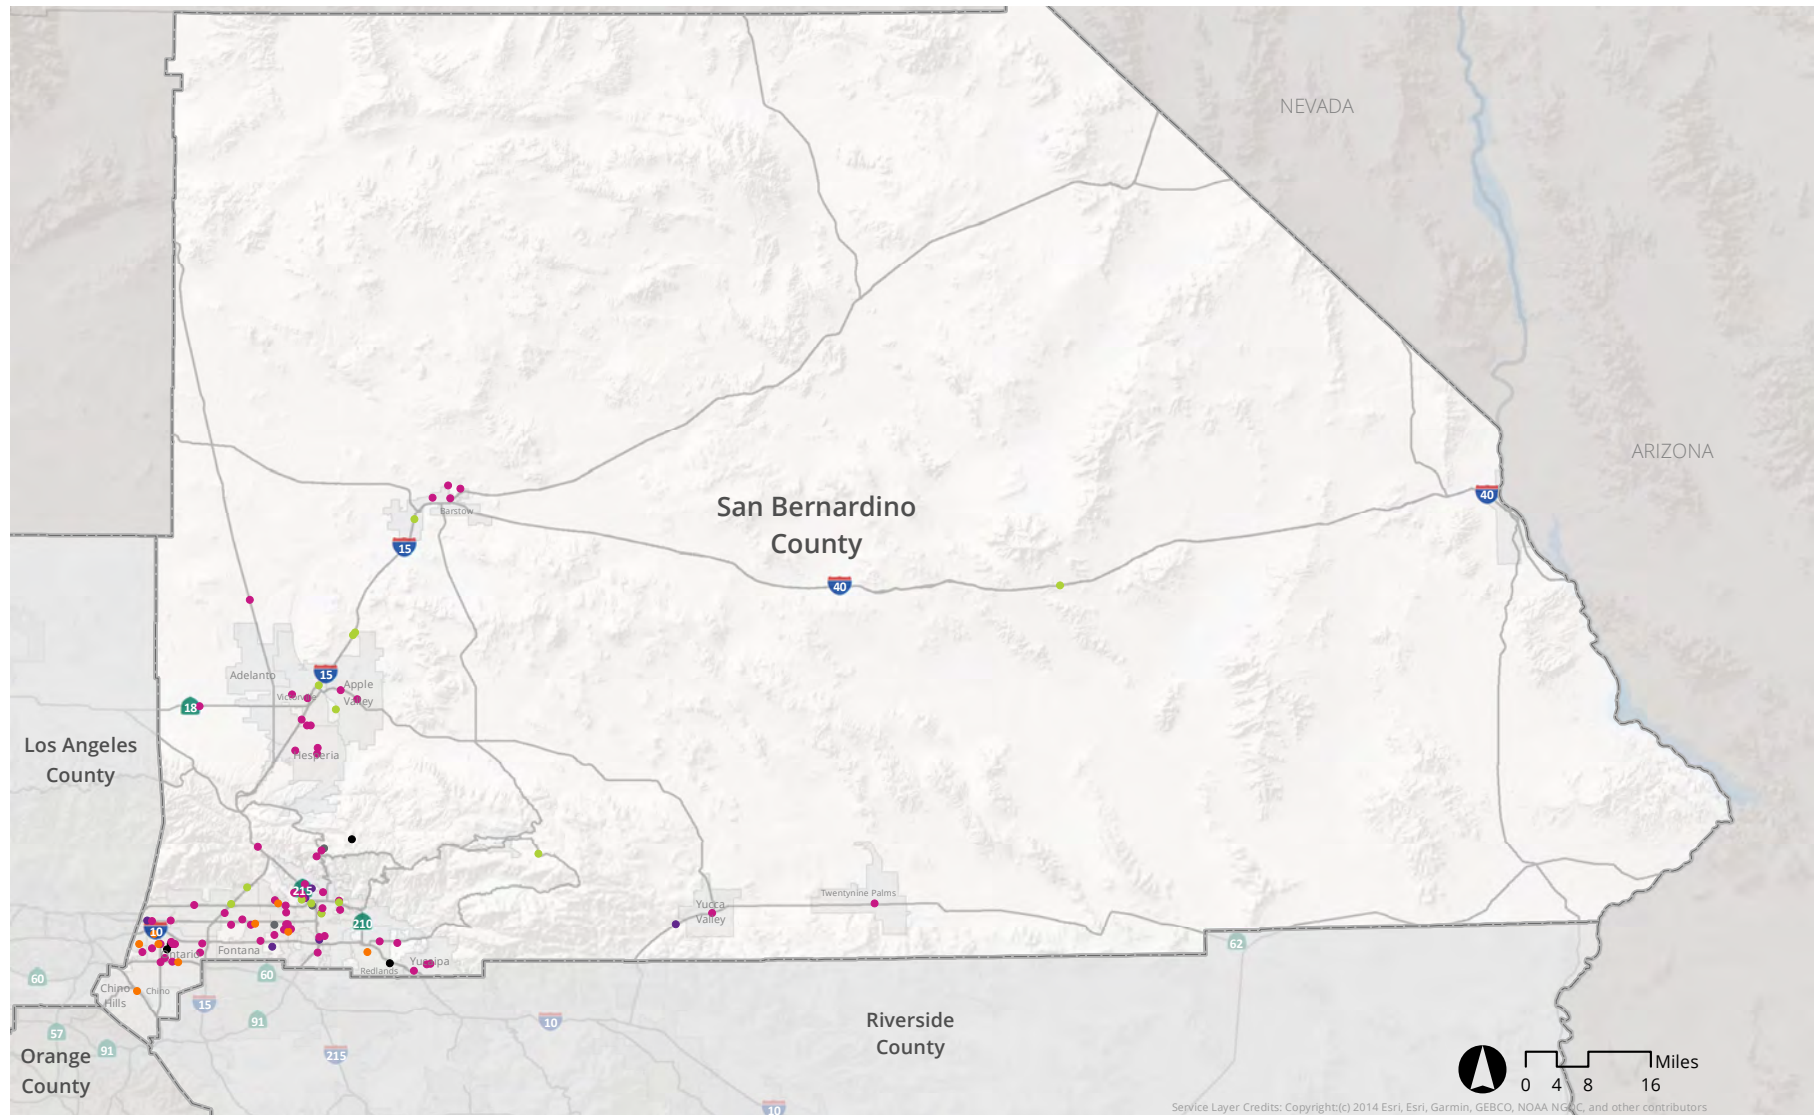 NEVADA
ARIZONA
San Bernardino
County
40
Barstow
15
40
15
Adelanto
Apple
Valley
18
Hesperia
Los Angeles
County
215
Twentynine Palms
Yucca
Valley
210
10
Fontana
62
Redlands
60
60
Chino
Hills
Chino
15
91
10
57
91
215
Riverside
County
Orange
County
10
Miles
0 4 8 16
Service Layer Credits: Copyright:(c) 2014 Esri, Esri, Garmin, GEBCO, NOAA and other contributors